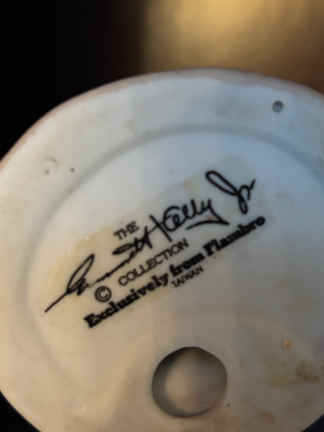 THE
Emmett Kelly Jr.
© COLLECTION
Exclusively from Flambro
TAIWAN